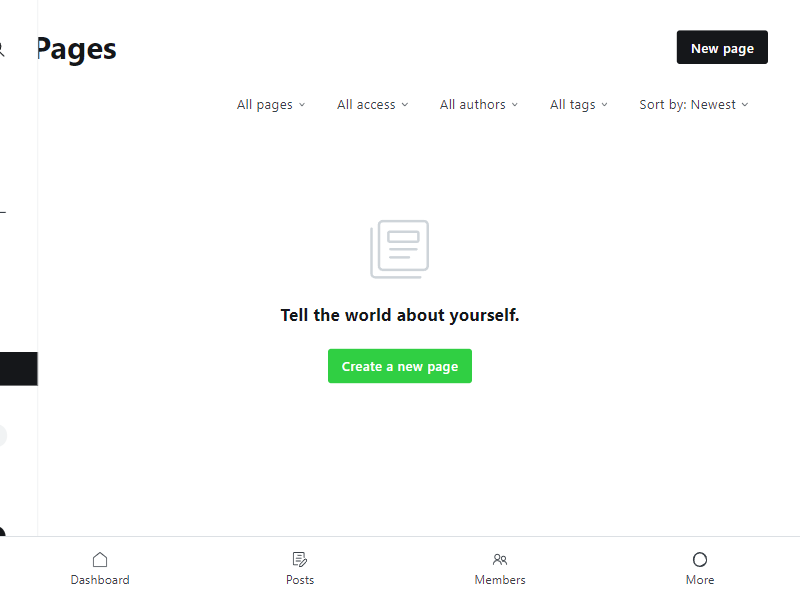 Pages
New page
All pages
All access
All authors
All tags
Sort by: Newest
Tell the world about yourself.
Create a new page
Dashboard
Posts
Members
More